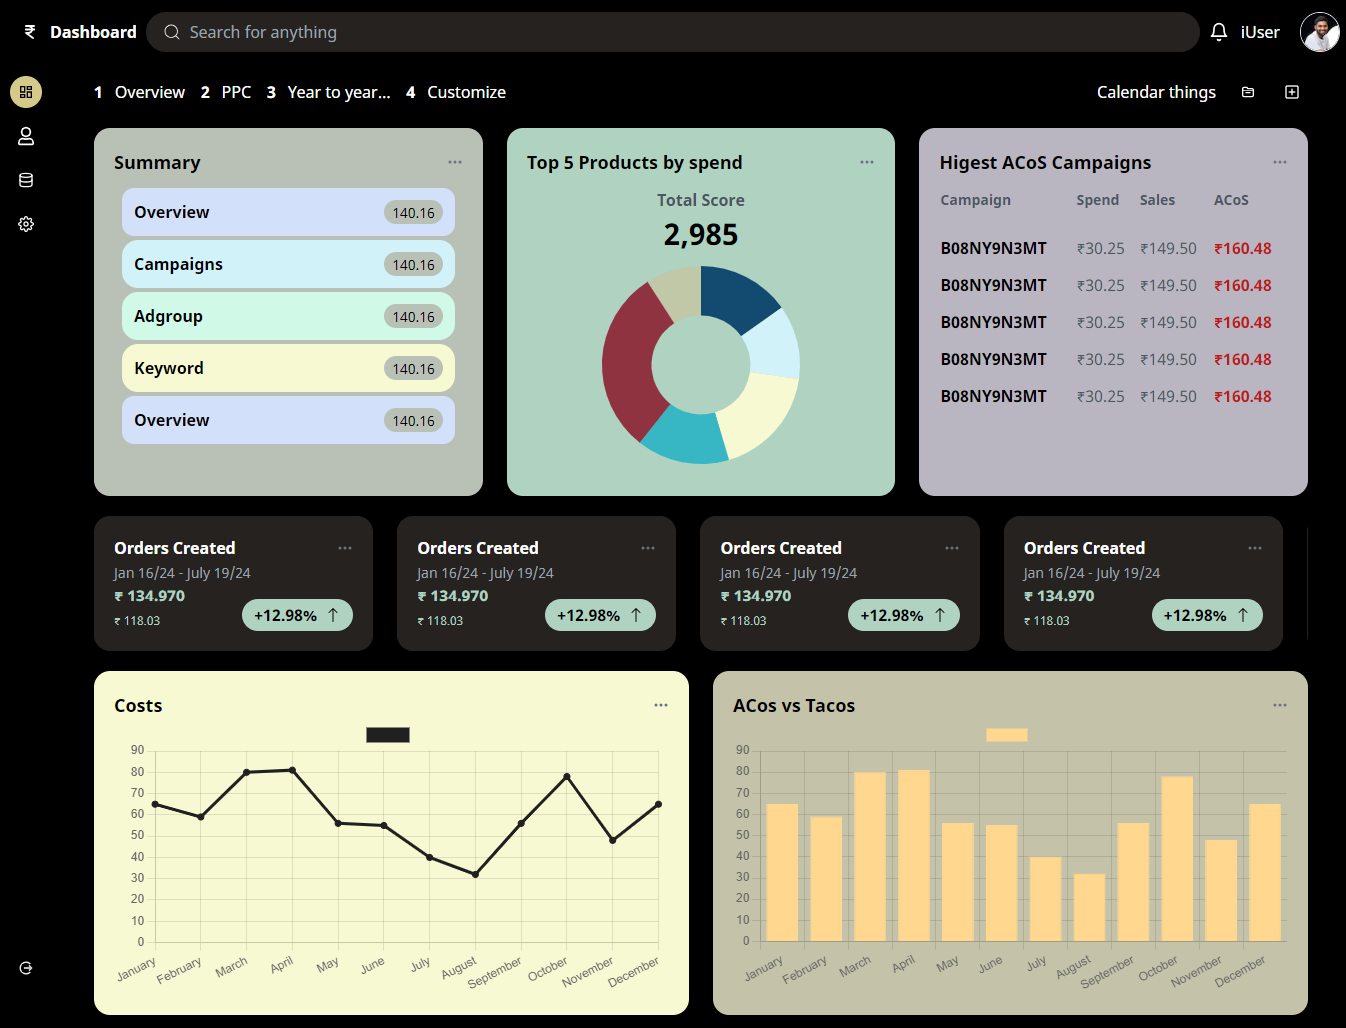 ₹ Dashboard Search for anything iUser
1 Overview 2 PPC 3 Year to year... 4 Customize Calendar things
Summary
Overview 140.16
Campaigns 140.16
Adgroup 140.16
Keyword 140.16
Overview 140.16
Top 5 Products by spend
Total Score
2,985
Higest ACoS Campaigns
Campaign Spend Sales ACoS
B08NY9N3MT ₹30.25 ₹149.50 ₹160.48
B08NY9N3MT ₹30.25 ₹149.50 ₹160.48
B08NY9N3MT ₹30.25 ₹149.50 ₹160.48
B08NY9N3MT ₹30.25 ₹149.50 ₹160.48
B08NY9N3MT ₹30.25 ₹149.50 ₹160.48
Orders Created
Jan 16/24 - July 19/24
₹ 134.970
₹ 118.03
+12.98% ↑
Orders Created
Jan 16/24 - July 19/24
₹ 134.970
₹ 118.03
+12.98% ↑
Orders Created
Jan 16/24 - July 19/24
₹ 134.970
₹ 118.03
+12.98% ↑
Orders Created
Jan 16/24 - July 19/24
₹ 134.970
₹ 118.03
+12.98% ↑
Costs
90
80
70
60
50
40
30
20
10
0
January February March April May June July August September October November December
ACos vs Tacos
90
80
70
60
50
40
30
20
10
0
January February March April May June July August September October November December